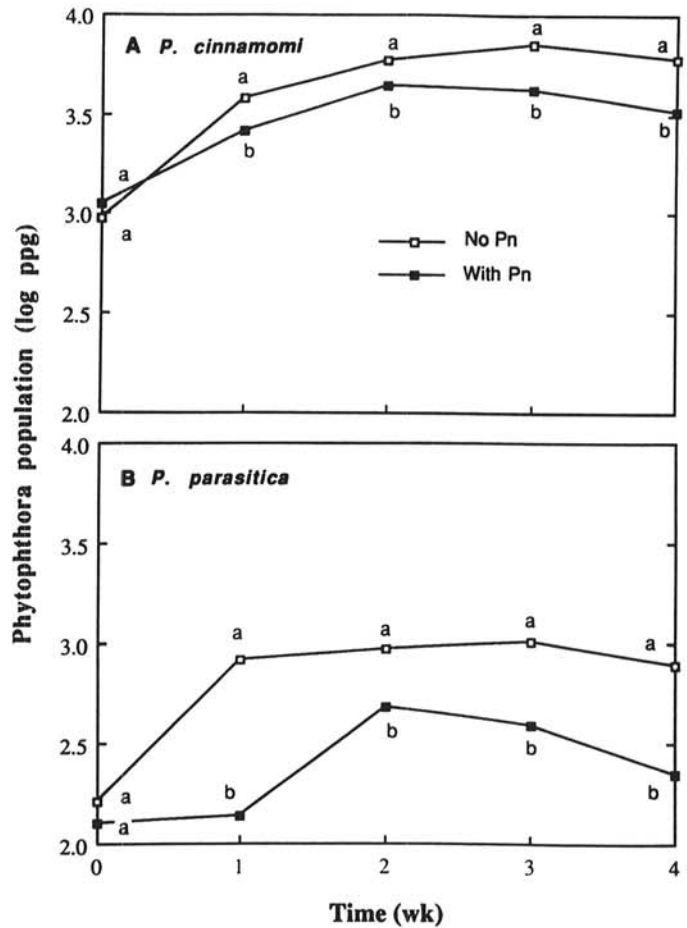 Phytophthora population (log ppg)
4.0
3.5
3.0
2.5
2.0
A P. cinnamomi
a
a
a
a
a
a
b
b
b
b
No Pn
With Pn
4.0
3.5
3.0
2.5
2.0
B P. parasitica
a
a
a
a
a
a
b
b
b
b
0
1
2
3
4
Time (wk)